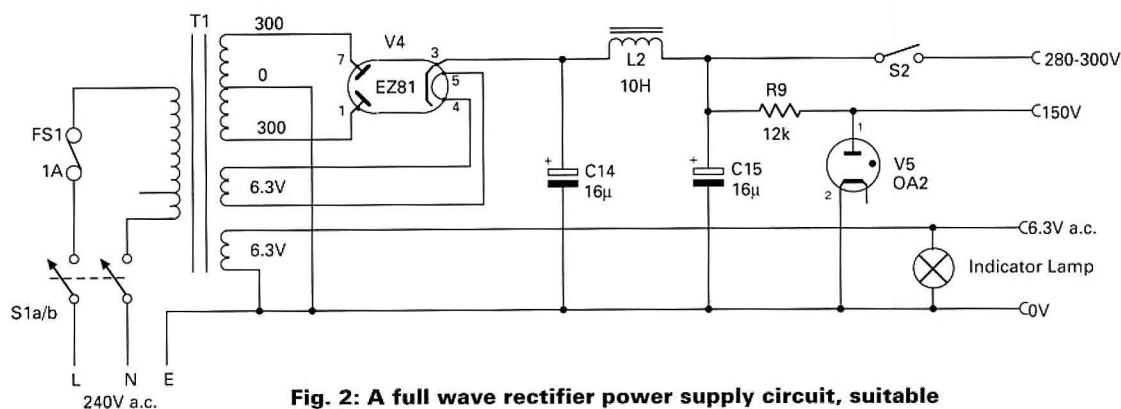 T1
300
V4
7
3
0
EZ81
5
1
4
300
FS1
1A
6.3V
6.3V
L2
10H
S2
280-300V
R9
12k
150V
1
V5
OA2
2
+
C14
16μ
+
C15
16μ
6.3V a.c.
Indicator Lamp
0V
S1a/b
L N E
240V a.c.
Fig. 2: A full wave rectifier power supply circuit, suitable